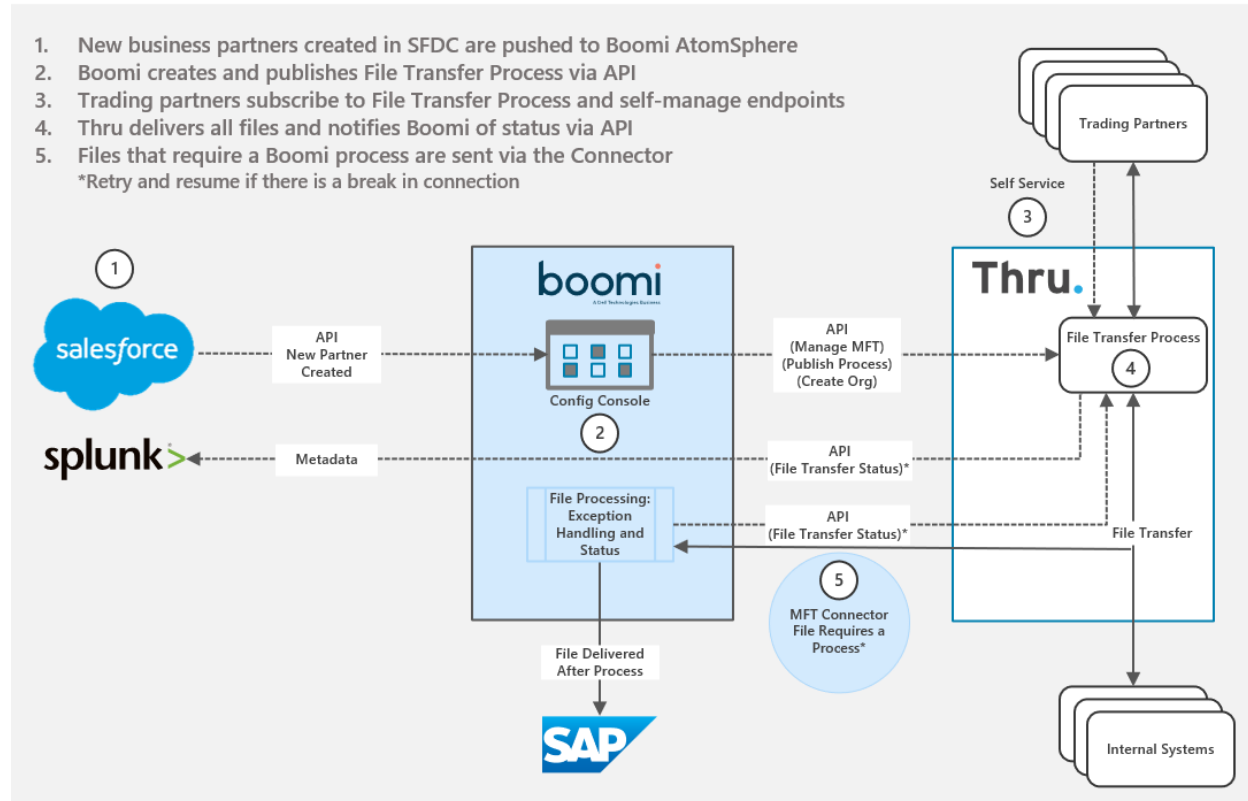 1. New business partners created in SFDC are pushed to Boomi AtomSphere
2. Boomi creates and publishes File Transfer Process via API
3. Trading partners subscribe to File Transfer Process and self-manage endpoints
4. Thru delivers all files and notifies Boomi of status via API
5. Files that require a Boomi process are sent via the Connector
*Retry and resume if there is a break in connection
Trading Partners
Self Service
3
1
salesforce
API
New Partner
Created
boomi
A Dell Technologies Business
Config Console
2
API
(Manage MFT)
(Publish Process)
(Create Org)
Thru.
File Transfer Process
4
splunk>
Metadata
API
(File Transfer Status)*
File Processing:
Exception
Handling and
Status
API
(File Transfer Status)*
File Transfer
5
MFT Connector
File Requires a
Process*
File Delivered
After Process
SAP
Internal Systems